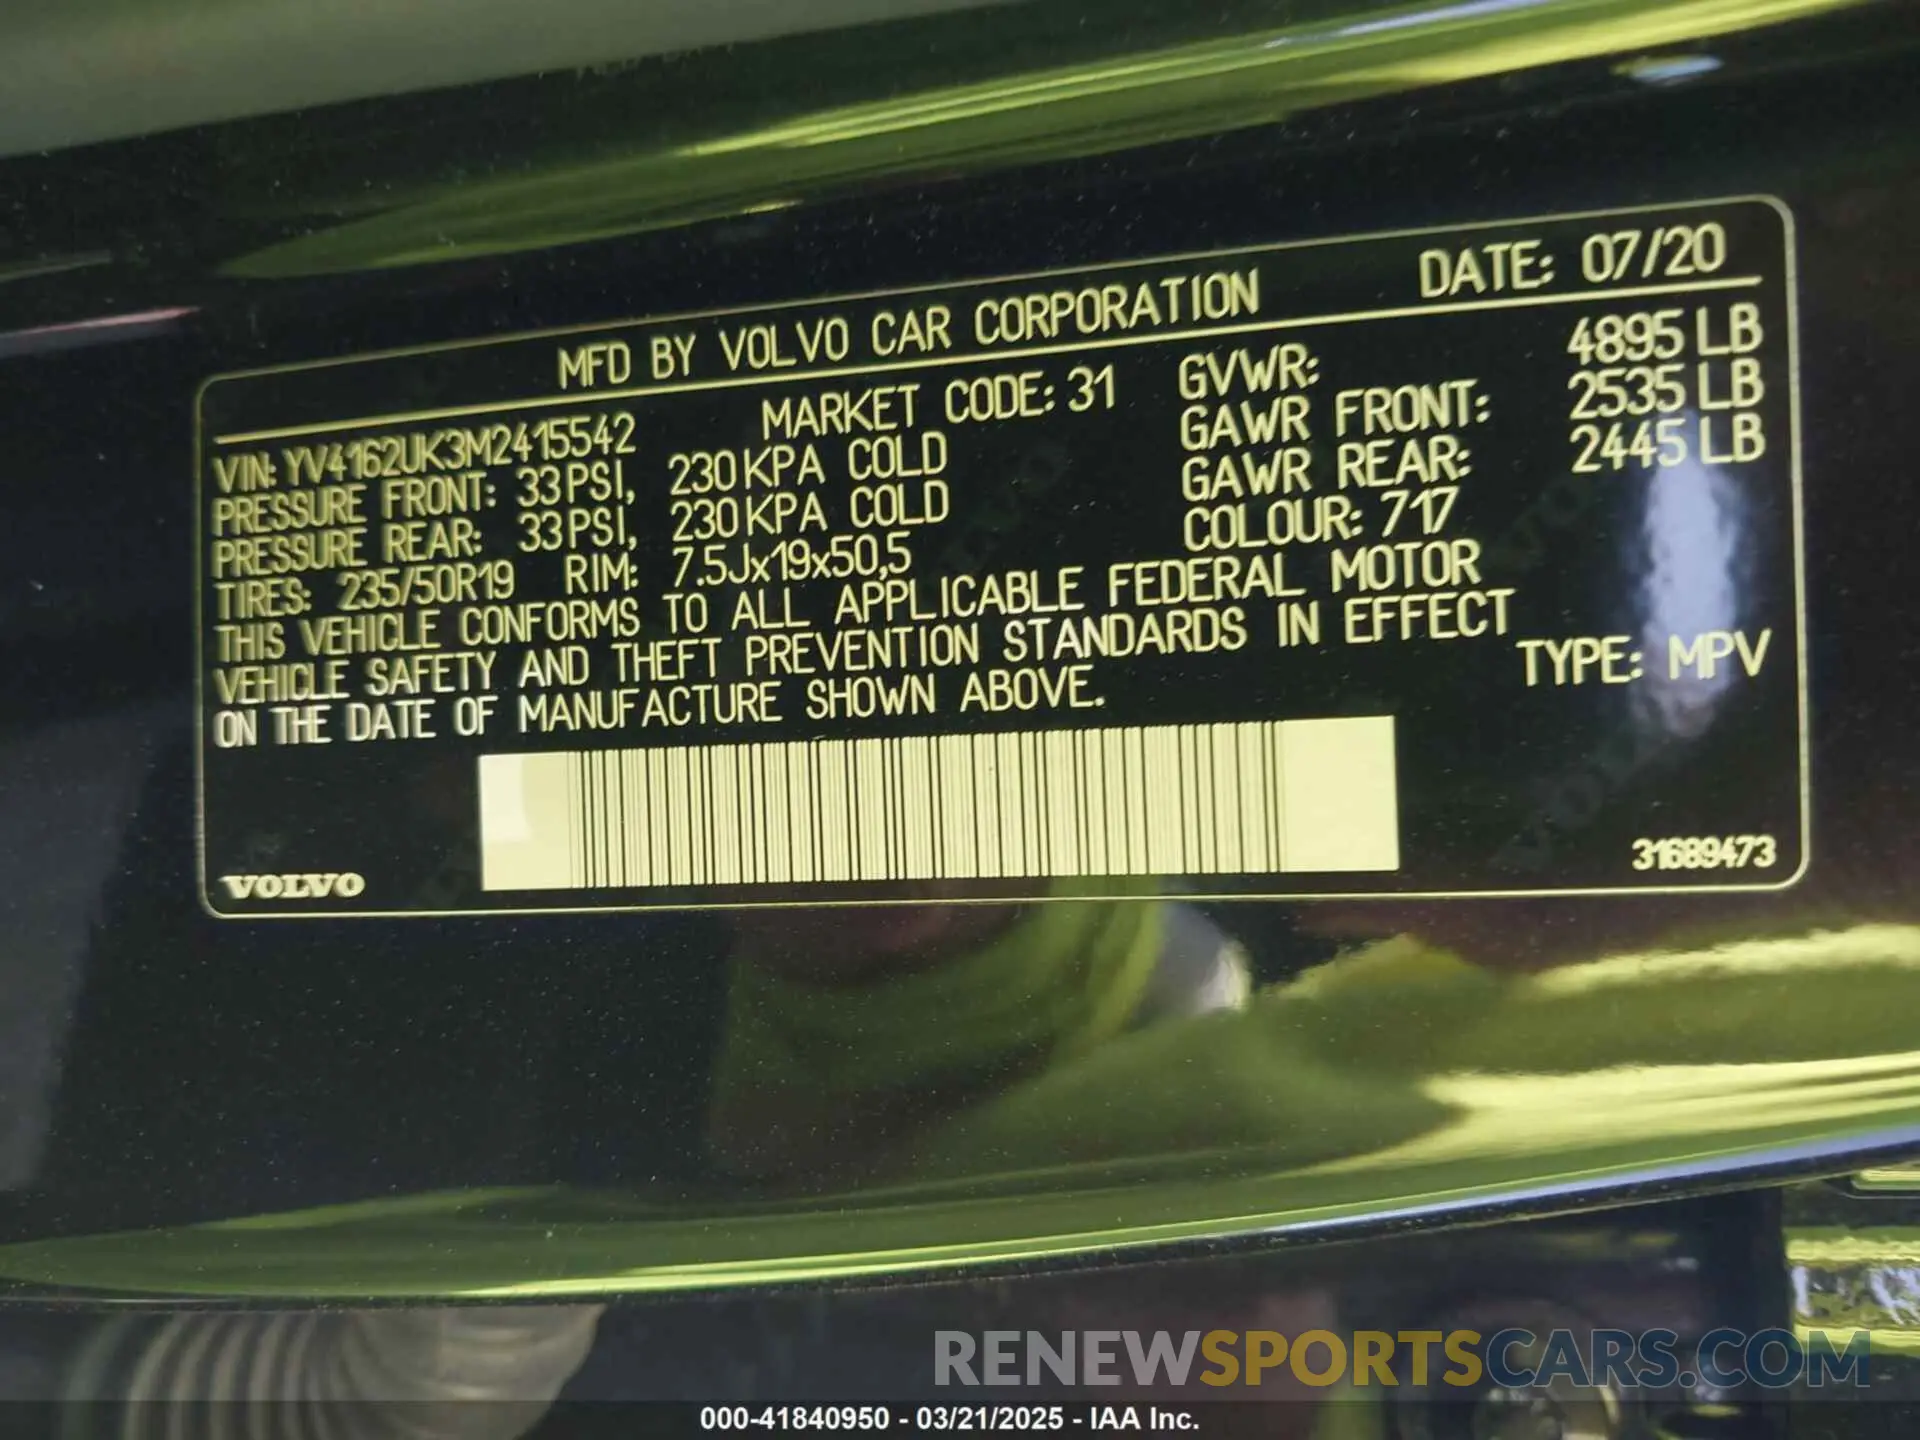 MFD BY VOLVO CAR CORPORATION DATE: 07/20
VIN: YV4162UK3M2415542 MARKET CODE: 31 GVWR: 4895 LB
PRESSURE FRONT: 33PSI, 230KPA COLD GAWR FRONT: 2535 LB
PRESSURE REAR: 33PSI, 230KPA COLD GAWR REAR: 2445 LB
TIRES: 235/50R19 RIM: 7.5Jx19x50,5 COLOUR: 717
THIS VEHICLE CONFORMS TO ALL APPLICABLE FEDERAL MOTOR
VEHICLE SAFETY AND THEFT PREVENTION STANDARDS IN EFFECT
ON THE DATE OF MANUFACTURE SHOWN ABOVE. TYPE: MPV
VOLVO 31689473
RENEWSPORTSCARS.COM
000-41840950 - 03/21/2025 - IAA Inc.